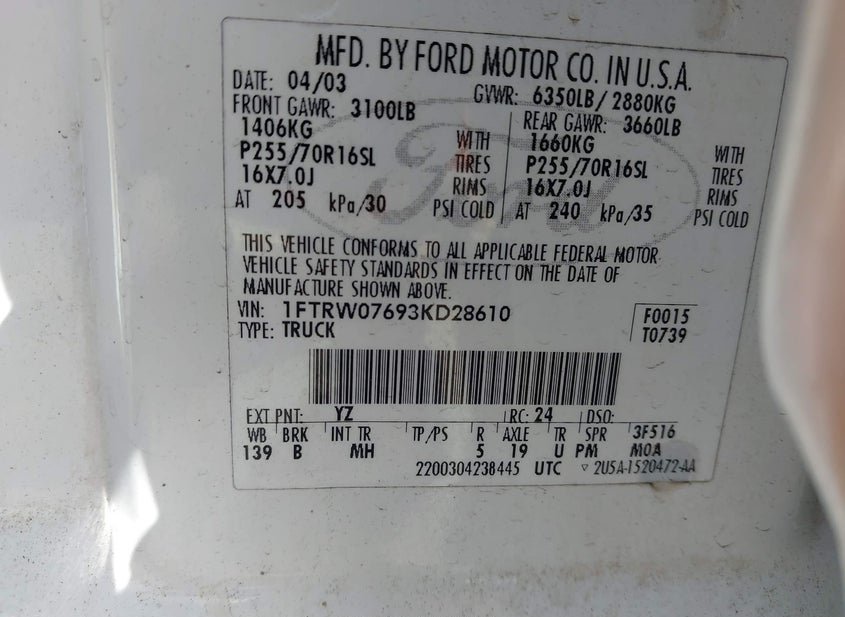 MFD. BY FORD MOTOR CO. IN U.S.A.
DATE: 04/03 GVWR: 6350LB/ 2880KG
FRONT GAWR: 3100LB REAR GAWR: 3660LB
1406KG WITH 1660KG WITH
P255/70R16SL TIRES P255/70R16SL TIRES
16X7.0J RIMS 16X7.0J RIMS
AT 205 kPa/30 PSI COLD AT 240 kPa/35 PSI COLD
Ford
THIS VEHICLE CONFORMS TO ALL APPLICABLE FEDERAL MOTOR
VEHICLE SAFETY STANDARDS IN EFFECT ON THE DATE OF
MANUFACTURE SHOWN ABOVE.
VIN: 1FTRW07693KD28610 F0015
TYPE: TRUCK T0739
EXT PNT: YZ RC: 24 DSO:
WB BRK INT TR TP/PS R AXLE TR SPR 3F516
139 B MH 5 19 U PM MOA
2200304238445 UTC ▽ 2U5A-1520472-AA